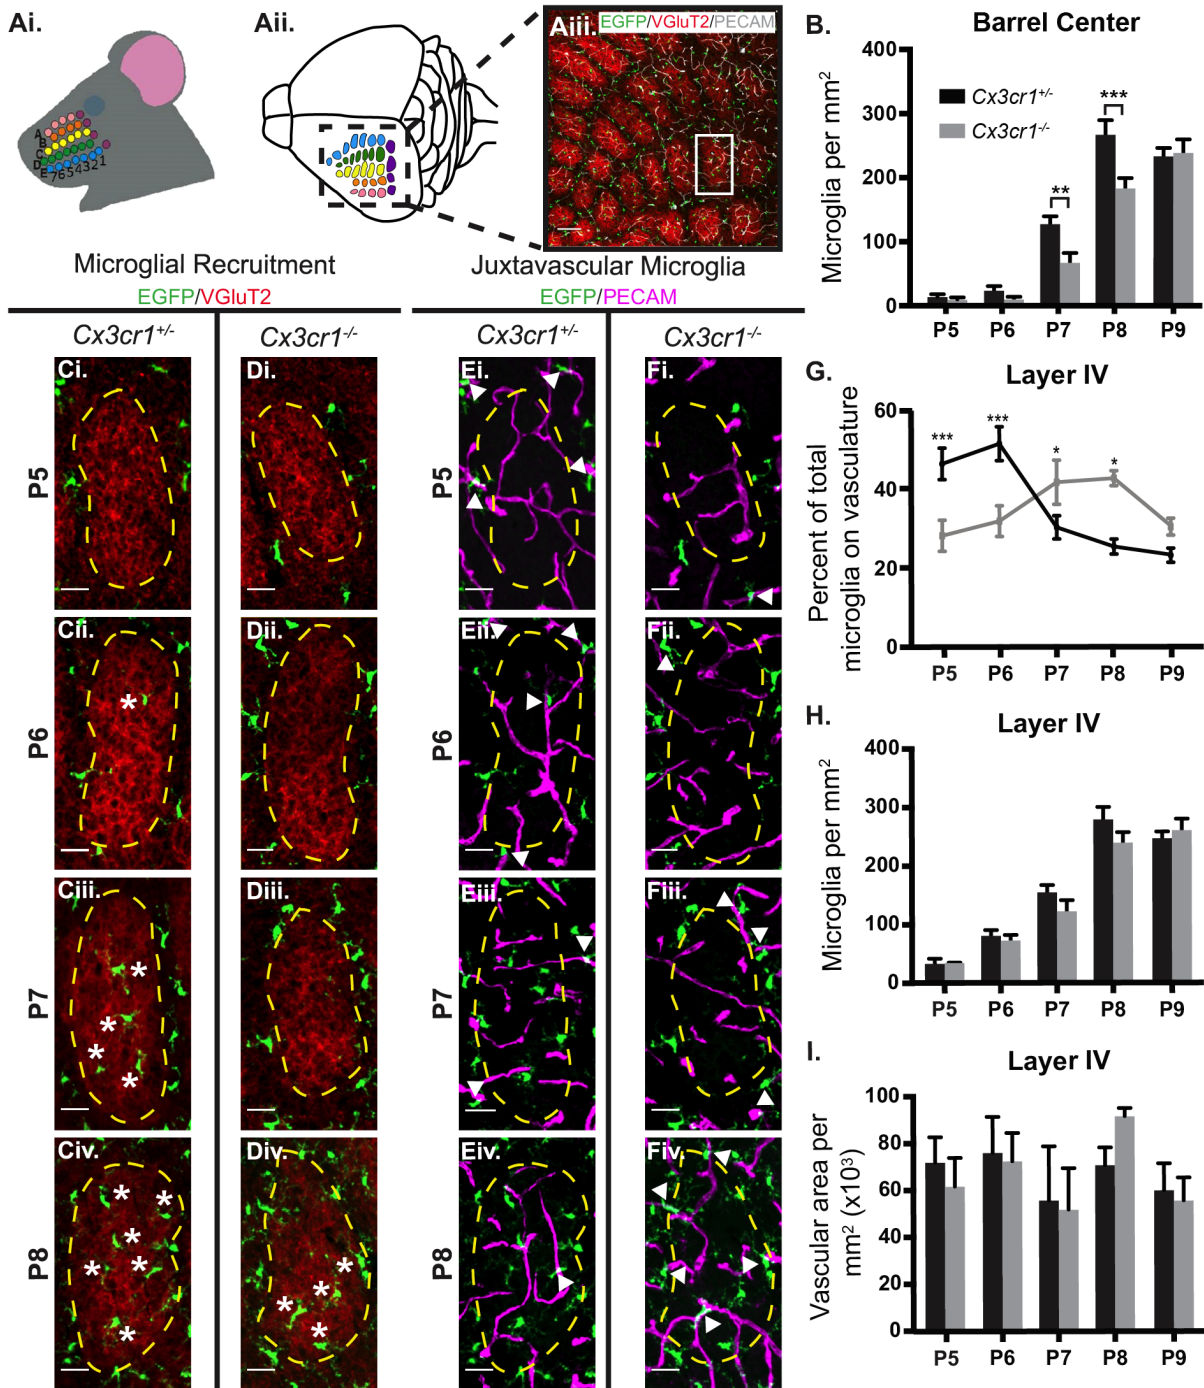 Ai.
A
B
C
D
E
7654321
Aii.
Aiii.
EGFP/VGluT2/PECAM
Microglial Recruitment
EGFP/VGluT2
Cx3cr1+/-
Cx3cr1-/-
Juxtavascular Microglia
EGFP/PECAM
Cx3cr1+/-
Cx3cr1-/-
P5
Ci.
Di.
Ei.
Fi.
P6
Cii.
*
Dii.
P6
Eii.
Fii.
P7
Ciii.
* * * *
Diii.
P7
Eiii.
Fiii.
P8
Civ.
* * * * * *
Div.
* * * *
P8
Eiv.
Fiv.
P5
B.
Barrel Center
Microglia per mm2
400
300
200
100
0
Cx3cr1+/-
Cx3cr1-/-
**
***
P5 P6 P7 P8 P9
G.
Layer IV
Percent of total
microglia on vasculature
60
40
20
0
*** *** * *
P5 P6 P7 P8 P9
H.
Layer IV
Microglia per mm2
400
300
200
100
0
P5 P6 P7 P8 P9
I.
Layer IV
Vascular area per
mm2 (x103)
100
80
60
40
20
0
P5 P6 P7 P8 P9